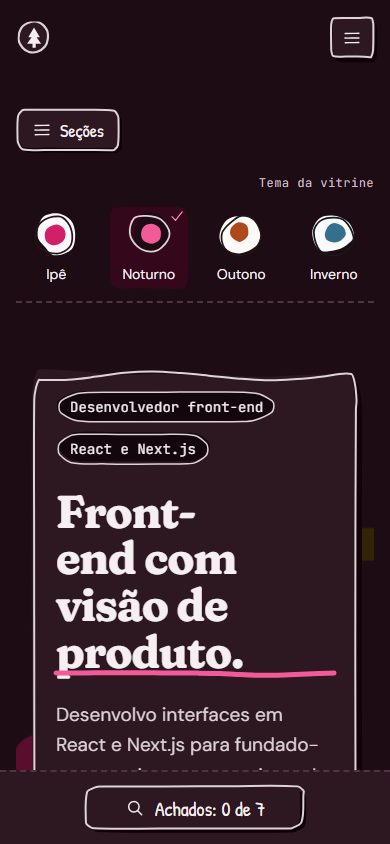 Seções
Tema da vitrine
Ipê
Noturno
Outono
Inverno
Desenvolvedor front-end
React e Next.js
Front-
end com
visão de
produto.
Desenvolvo interfaces em
React e Next.js para fundado-
Achados: 0 de 7